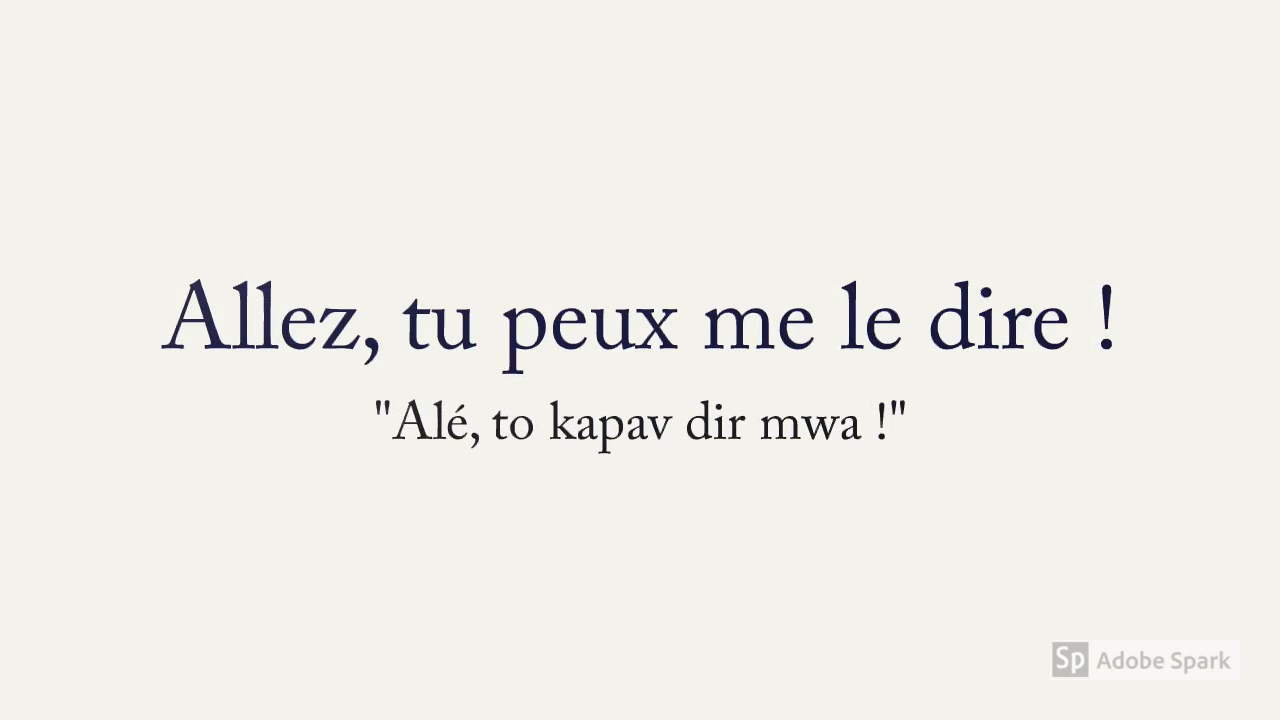 Allez, tu peux me le dire !
"Alé, to kapav dir mwa !"
Sp Adobe Spark